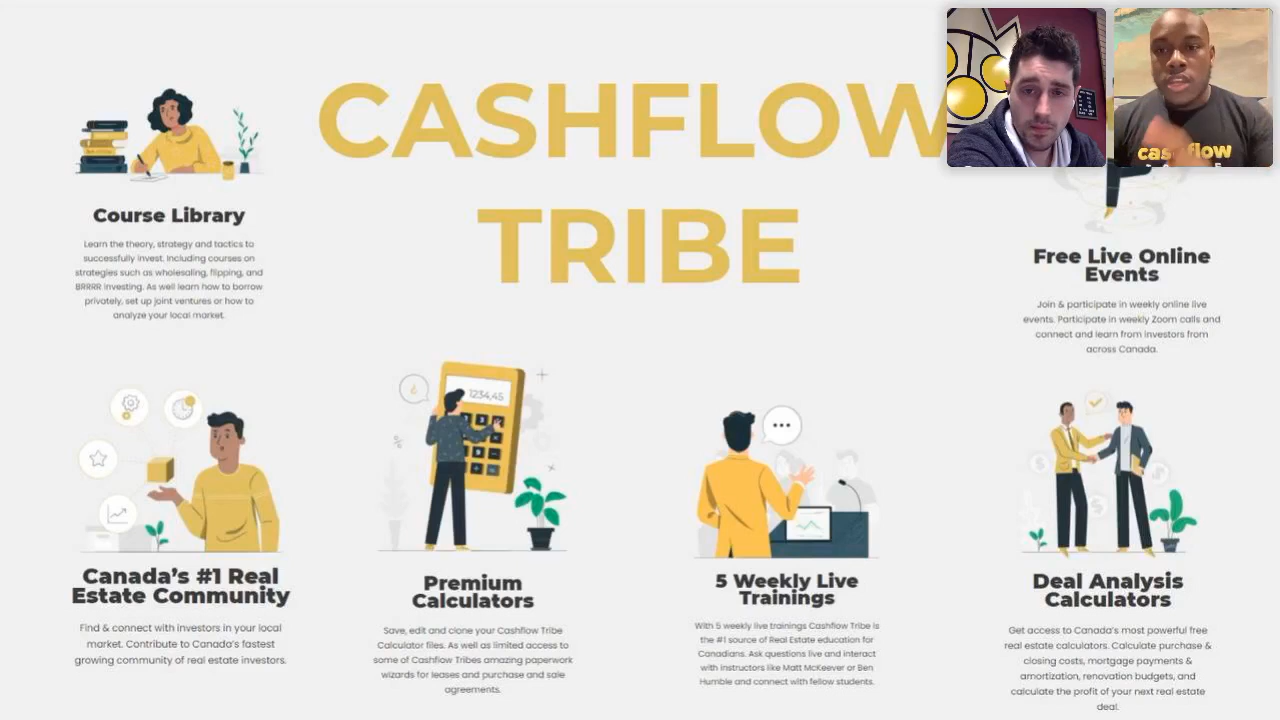 CASHFLOW
TRIBE
cashflow
Course Library
Learn the theory, strategy and tactics to
successfully invest. Including courses on
strategies such as wholesaling, flipping, and
BRRRR Investing. As well learn how to borrow
privately, set up joint ventures or how to
analyze your local market.
Free Live Online
Events
Join & participate in weekly online live
events. Participate in weekly Zoom calls and
connect and learn from investors from
across Canada.
Canada's #1 Real
Estate Community
Find & connect with investors in your local
market. Contribute to Canada's fastest
growing community of real estate investors.
1234,45
Premium
Calculators
Save, edit and clone your Cashflow Tribe
Calculator files. As well as limited access to
some of Cashflow Tribes amazing paperwork
wizards for leases and purchase and sale
agreements.
5 Weekly Live
Trainings
With 5 weekly live trainings Cashflow Tribe is
the #1 source of Real Estate education for
Canadians. Ask questions live and interact
with instructors like Matt McKeever or Ben
Humble and connect with fellow students.
Deal Analysis
Calculators
Get access to Canada's most powerful free
real estate calculators. Calculate purchase &
closing costs, mortgage payments &
amortization, renovation budgets, and
calculate the profit of your next real estate
deal.